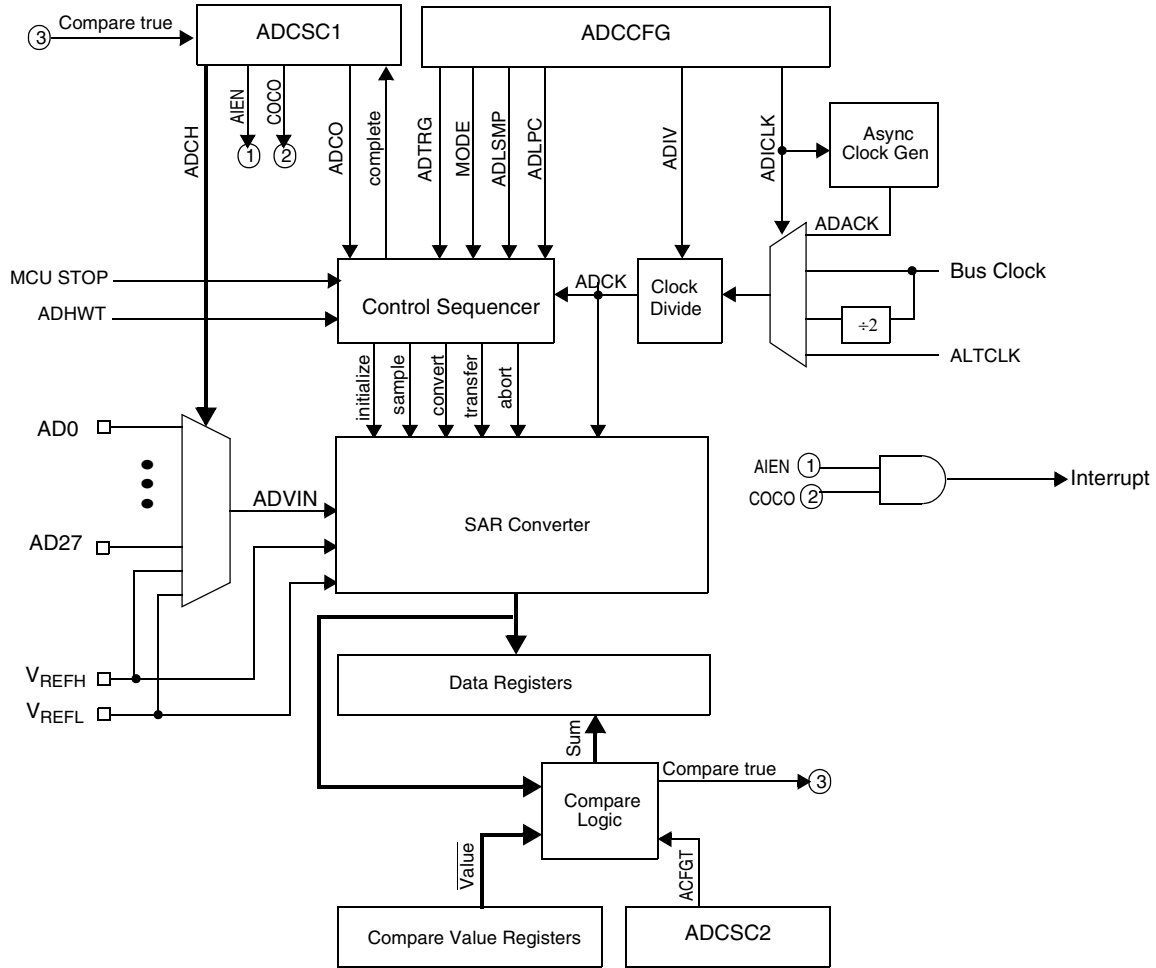 3
Compare true
ADCSC1
ADCCFG
ADCH
AIEN
COCO
ADCO
complete
ADTRG
MODE
ADLSMP
ADLPC
ADIV
ADICLK
Async
Clock Gen
1
2
ADACK
MCU STOP
ADHWT
Control Sequencer
ADCK
Clock
Divide
Bus Clock
÷2
ALTCLK
initialize
sample
convert
transfer
abort
AD0
AD27
ADVIN
SAR Converter
AIEN 1
COCO 2
Interrupt
VREFH
VREFL
Data Registers
Sum
Compare true
3
Compare
Logic
Value
ACFGT
Compare Value Registers
ADCSC2